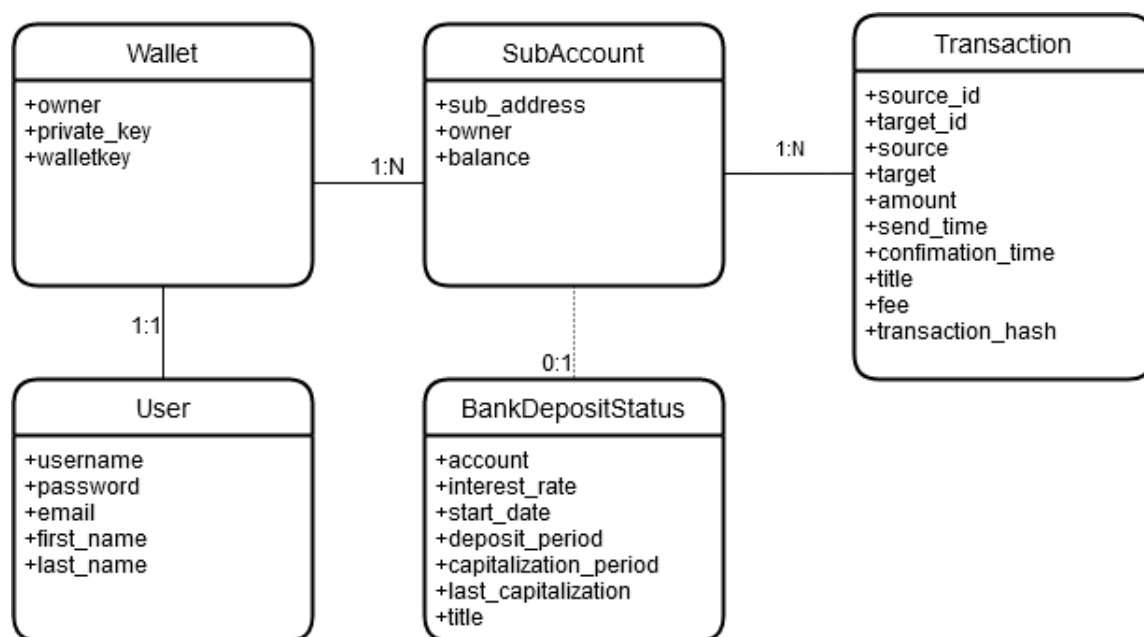 Wallet
+owner
+private_key
+walletkey
1:N
SubAccount
+sub_address
+owner
+balance
1:N
Transaction
+source_id
+target_id
+source
+target
+amount
+send_time
+confimation_time
+title
+fee
+transaction_hash
1:1
0:1
User
+username
+password
+email
+first_name
+last_name
BankDepositStatus
+account
+interest_rate
+start_date
+deposit_period
+capitalization_period
+last_capitalization
+title